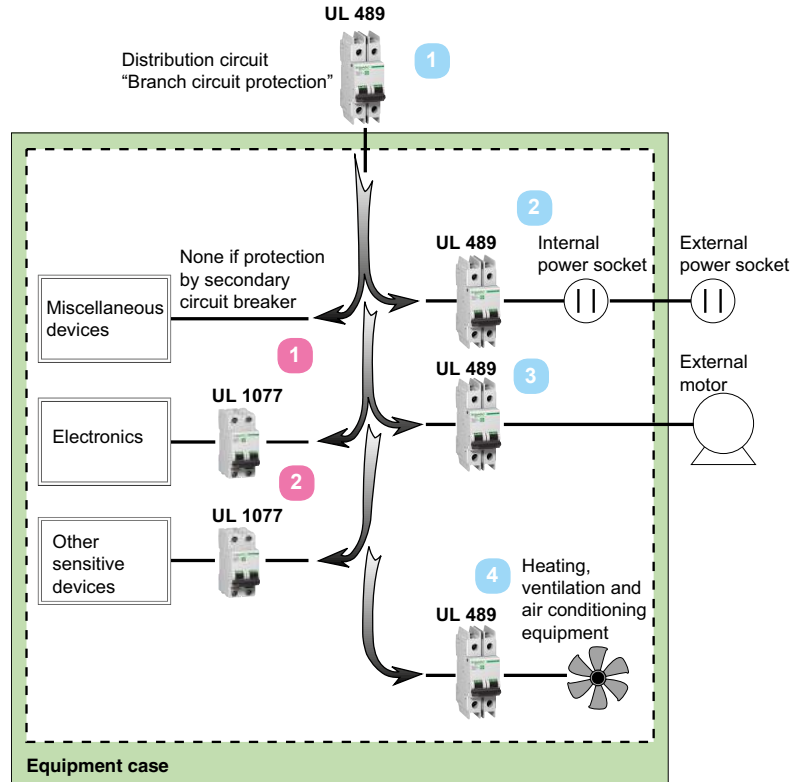 UL 489
Distribution circuit
“Branch circuit protection”
1
2
None if protection
by secondary
circuit breaker
UL 489
Internal
power socket
External
power socket
Miscellaneous
devices
1
UL 489
3
External
motor
UL 1077
Electronics
2
UL 1077
Other
sensitive
devices
4
Heating,
ventilation and
air conditioning
equipment
UL 489
Equipment case